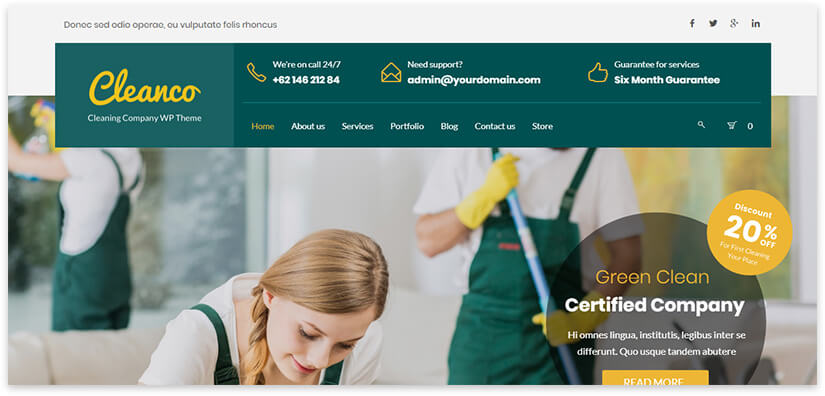 Donec sed odio operae, eu vulputate felis rhoncus
Cleanco
Cleaning Company WP Theme
We're on call 24/7
+62 146 212 84
Need support?
admin@yourdomain.com
Guarantee for services
Six Month Guarantee
Home About us Services Portfolio Blog Contact us Store
0
Discount
20%
OFF
For First Cleaning
Your Place
Green Clean
Certified Company
Hi omnes lingua, institutis, legibus inter se
differunt. Quo usque tandem abutere
READ MORE